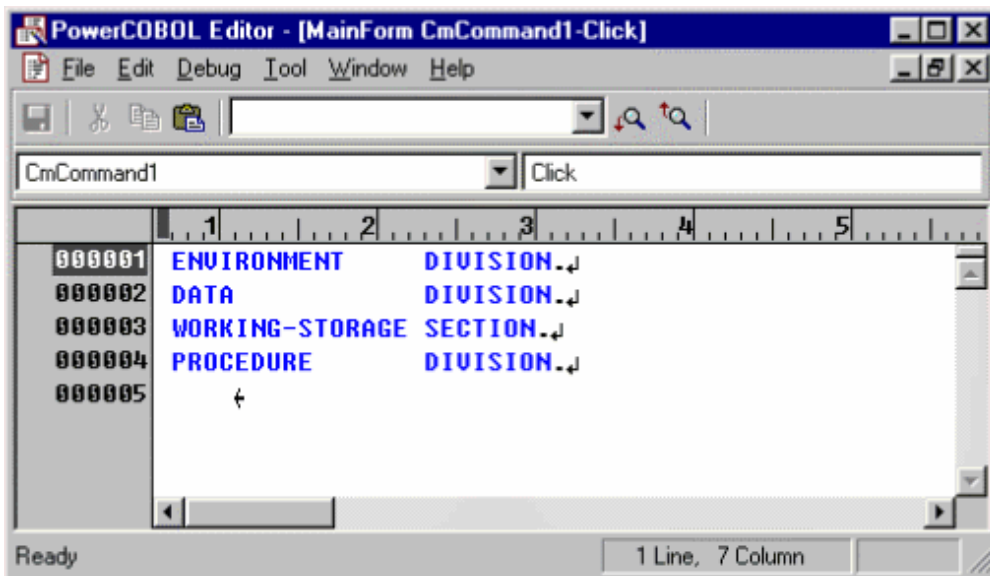 PowerCOBOL Editor - [MainForm CmCommand1-Click]
File Edit Debug Tool Window Help
CmCommand1 Click
1 2 3 4 5
000001 ENVIRONMENT DIVISION.↲
000002 DATA DIVISION.↲
000003 WORKING-STORAGE SECTION.↲
000004 PROCEDURE DIVISION.↲
000005 ←
Ready 1 Line, 7 Column